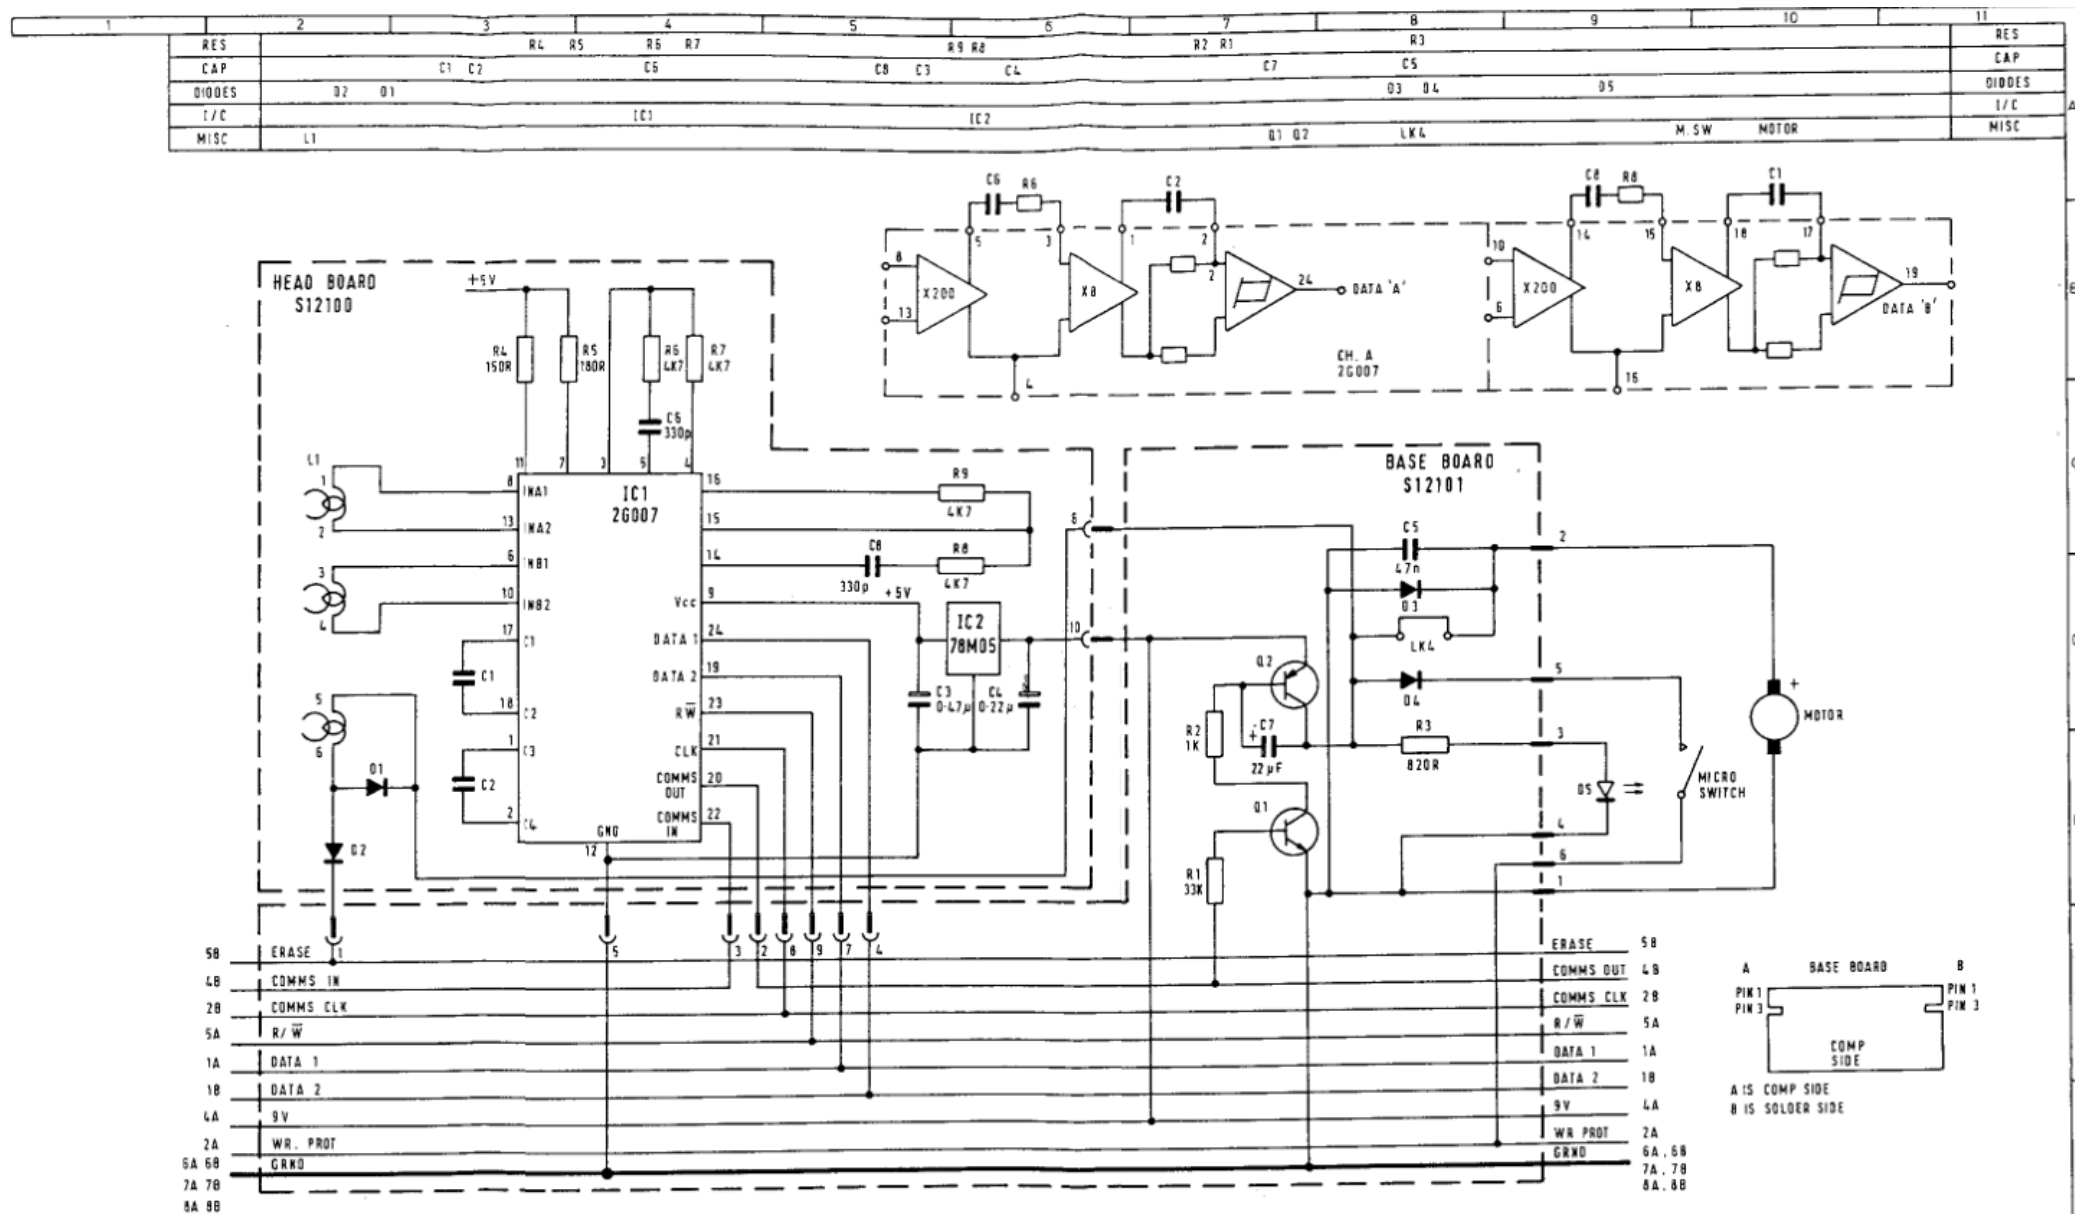 1 2 3 4 5 6 7 8 9 10 11
RES R4 R5 R6 R7 R9 R8 R2 R1 R3 RES
CAP C1 C2 C6 C8 C3 C4 C7 C5 CAP
DIODES D2 D1 D3 D4 D5 DIODES
I/C IC1 IC2 I/C
MISC L1 Q1 Q2 LK4 M.SW MOTOR MISC
C6 R6 C2 C8 R8 C1
5 3 1 2 14 15 18 17
8 X200 13 X8 2 24 DATA 'A'
10 X200 6 X8 19 DATA 'B'
4 CH. A 16
2G007
HEAD BOARD
S12100
+5V
R4 150R
R5 180R
R6 4K7
R7 4K7
C6 330p
11 7 3 5 4
L1
1
2
3
4
5
6
8 INA1
13 INA2
6 INB1
10 INB2
17 C1
18 C2
1 C3
2 C4
C1
C2
D1
D2
IC1
2G007
16
15
14
Vcc 9
DATA 1 24
DATA 2 19
RW̅ 23
CLK 21
COMMS OUT 20
COMMS IN 22
GND
12
R9
4K7
C8
330p
R8
4K7
+5V
IC2
78M05
C3
0·47µ
C4
0·22µ
8
10
BASE BOARD
S12101
C5
47n
D3
LK4
D4
R3
820R
Q2
R2
1K
- C7 +
22µF
Q1
R1
33K
2
5
3
4
6
1
D5
MICRO
SWITCH
+
MOTOR
1 5 3 2 8 9 7 4
5B ERASE ERASE 5B
4B COMMS IN COMMS OUT 4B
2B COMMS CLK COMMS CLK 2B
5A R/W̅ R/W̅ 5A
1A DATA 1 DATA 1 1A
1B DATA 2 DATA 2 1B
4A 9V 9V 4A
2A WR. PROT WR PROT 2A
6A 6B GRND GRND 6A, 6B
7A 7B 7A, 7B
8A 8B 8A, 8B
A BASE BOARD B
PIN 1 PIN 1
PIN 3 PIN 3
COMP
SIDE
A IS COMP SIDE
B IS SOLDER SIDE